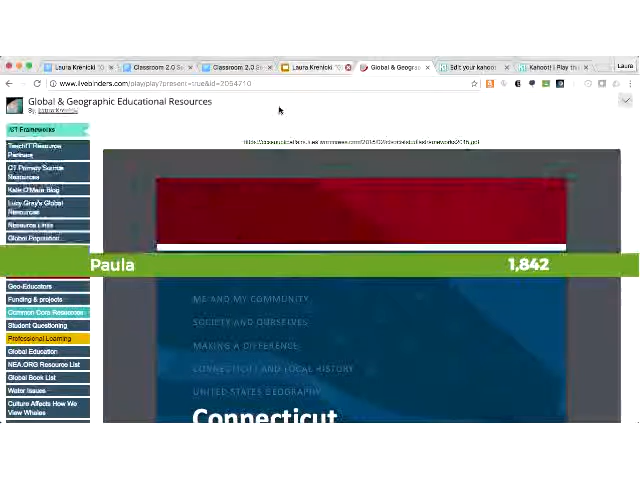 Laura Krenicki "G
Classroom 2.0 Se
Classroom 2.0 Se
Laura Krenicki "G
Global & Geograp
Edit your kahoot
Kahoot! | Play this
Laura
www.livebinders.com/play/play?present=true&id=2054710
Global & Geographic Educational Resources
By: Laura Krenicki
CT Frameworks
TeachIT Resource
Partners
CT Primary Source
Resources
Katie O'Mara Blog
Lucy Gray's Global
Resources
Resource Links
Global Population
Paula 1,842
Geo-Educators
Funding & projects
Common Core Resources
Student Questioning
Professional Learning
Global Education
NEA.ORG Resource List
Global Book List
Water Issues
Culture Affects How We
View Whales
ME AND MY COMMUNITY
SOCIETY AND OURSELVES
MAKING A DIFFERENCE
CONNECTICUT AND LOCAL HISTORY
UNITED STATES GEOGRAPHY
Connecticut